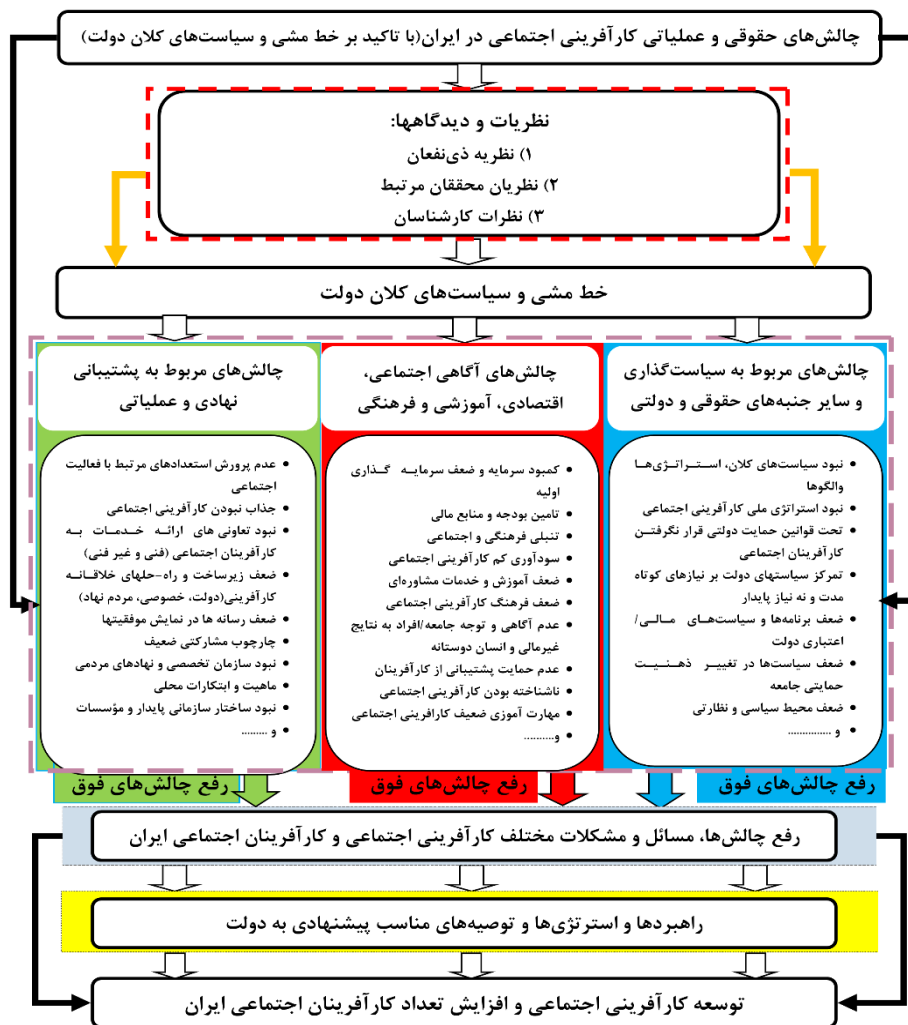 چالش‌های حقوقی و عملیاتی کارآفرینی اجتماعی در ایران(با تاکید بر خط مشی و سیاست‌های کلان دولت)
نظریات و دیدگاهها:
۱) نظریه ذی‌نفعان
۲) نظریان محققان مرتبط
۳) نظرات کارشناسان
خط مشی و سیاست‌های کلان دولت
چالش‌های مربوط به سیاست‌گذاری
و سایر جنبه‌های حقوقی و دولتی
● نبود سیاست‌های کلان، استراتژی‌ها
والگوها
● نبود استراتژی ملی کارآفرینی اجتماعی
● تحت قوانین حمایت دولتی قرار نگرفتن
کارآفرینان اجتماعی
● تمرکز سیاستهای دولت بر نیازهای کوتاه
مدت و نه نیاز پایدار
● ضعف برنامه‌ها و سیاست‌های مالی/
اعتباری دولت
● ضعف سیاست‌ها در تغییر ذهنیت
حمایتی جامعه
● ضعف محیط سیاسی و نظارتی
● و ...............
چالش‌های آگاهی اجتماعی،
اقتصادی، آموزشی و فرهنگی
● کمبود سرمایه و ضعف سرمایه گذاری
اولیه
● تامین بودجه و منابع مالی
● تنبلی فرهنگی و اجتماعی
● سودآوری کم کارآفرینی اجتماعی
● ضعف آموزش و خدمات مشاوره‌ای
● ضعف فرهنگ کارآفرینی اجتماعی
● عدم آگاهی و توجه جامعه/افراد به نتایج
غیرمالی و انسان دوستانه
● عدم حمایت پشتیبانی از کارآفرینان
● ناشناخته بودن کارآفرینی اجتماعی
● مهارت آموزی ضعیف کارافرینی اجتماعی
● و..........
چالش‌های مربوط به پشتیبانی
نهادی و عملیاتی
● عدم پرورش استعدادهای مرتبط با فعالیت
اجتماعی
● جذاب نبودن کارآفرینی اجتماعی
● نبود تعاونی های ارائه خدمات به
کارآفرینان اجتماعی (فنی و غیر فنی)
● ضعف زیرساخت و راه-حلهای خلاقانه
کارآفرینی(دولت، خصوصی، مردم نهاد)
● ضعف رسانه ها در نمایش موفقیتها
● چارچوب مشارکتی ضعیف
● نبود سازمان تخصصی و نهادهای مردمی
● ماهیت و ابتکارات محلی
● نبود ساختار سازمانی پایدار و مؤسسات
● و .........
رفع چالش‌های فوق
رفع چالش‌های فوق
رفع چالش‌های فوق
رفع چالش‌ها، مسائل و مشکلات مختلف کارآفرینی اجتماعی و کارآفرینان اجتماعی ایران
راهبردها و استرتژی‌ها و توصیه‌های مناسب پیشنهادی به دولت
توسعه کارآفرینی اجتماعی و افزایش تعداد کارآفرینان اجتماعی ایران